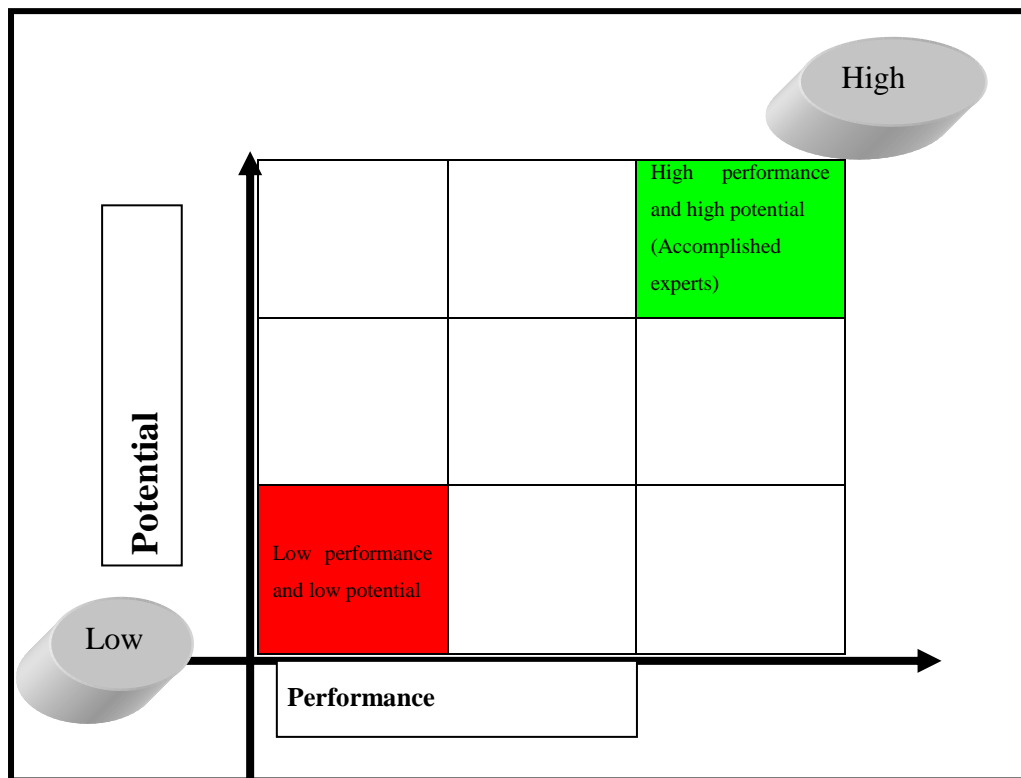 High
High performance
and high potential
(Accomplished
experts)
Potential
Low performance
and low potential
Low
Performance